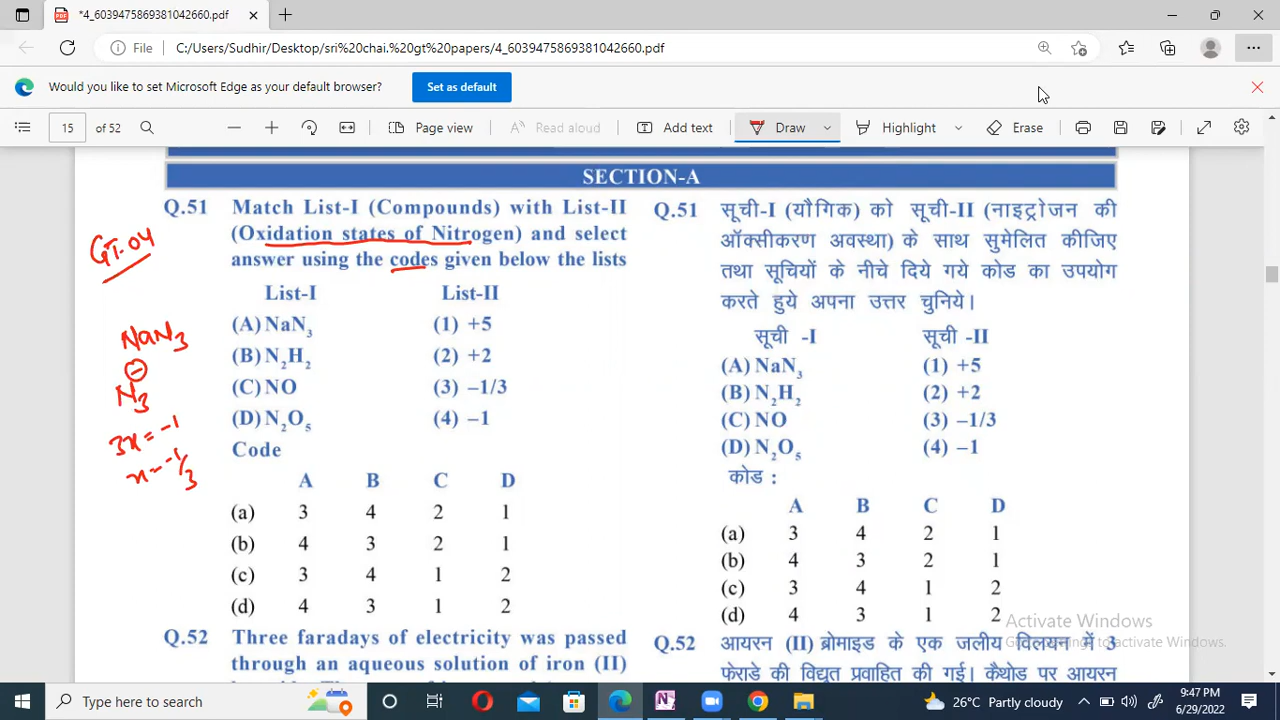 *4_6039475869381042660.pdf
File C:/Users/Sudhir/Desktop/sri%20chai.%20gt%20papers/4_6039475869381042660.pdf
Would you like to set Microsoft Edge as your default browser? Set as default
15 of 52 Page view Read aloud Add text Draw Highlight Erase
SECTION-A
Q.51 Match List-I (Compounds) with List-II
(Oxidation states of Nitrogen) and select
answer using the codes given below the lists
List-I List-II
(A) NaN3 (1) +5
(B) N2H2 (2) +2
(C) NO (3) –1/3
(D) N2O5 (4) –1
Code
A B C D
(a) 3 4 2 1
(b) 4 3 2 1
(c) 3 4 1 2
(d) 4 3 1 2
Q.52 Three faradays of electricity was passed
through an aqueous solution of iron (II)
GT-04
NaN3
N3 –
3x = -1
x = -1/3
Q.51 सूची-I (यौगिक) को सूची-II (नाइट्रोजन की
ऑक्सीकरण अवस्था) के साथ सुमेलित कीजिए
तथा सूचियों के नीचे दिये गये कोड का उपयोग
करते हुये अपना उत्तर चुनिये।
सूची -I सूची -II
(A) NaN3 (1) +5
(B) N2H2 (2) +2
(C) NO (3) –1/3
(D) N2O5 (4) –1
कोड :
A B C D
(a) 3 4 2 1
(b) 4 3 2 1
(c) 3 4 1 2
(d) 4 3 1 2
Q.52 आयरन (II) ब्रोमाइड के एक जलीय विलयन में 3
फेराडे की विद्युत प्रवाहित की गई। कैथोड पर आयरन
Activate Windows
Go to Settings to activate Windows.
Type here to search
26°C Partly cloudy
9:47 PM
6/29/2022